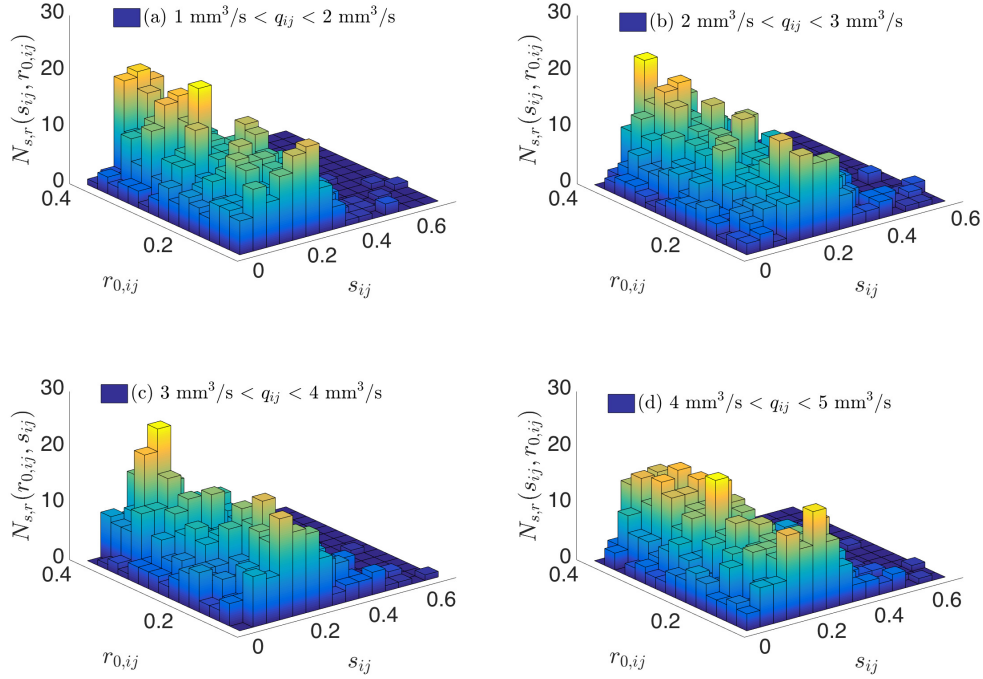 (a) 1 mm³/s < q_ij < 2 mm³/s
N_s,r(s_ij, r_0,ij)
30
20
10
0
0.4
0.2
0
0.2
0.4
0.6
r_0,ij
s_ij
(b) 2 mm³/s < q_ij < 3 mm³/s
N_s,r(s_ij, r_0,ij)
30
20
10
0
0.4
0.2
0
0.2
0.4
0.6
r_0,ij
s_ij
(c) 3 mm³/s < q_ij < 4 mm³/s
N_s,r(r_0,ij, s_ij)
30
20
10
0
0.4
0.2
0
0.2
0.4
0.6
r_0,ij
s_ij
(d) 4 mm³/s < q_ij < 5 mm³/s
N_s,r(s_ij, r_0,ij)
30
20
10
0
0.4
0.2
0
0.2
0.4
0.6
r_0,ij
s_ij